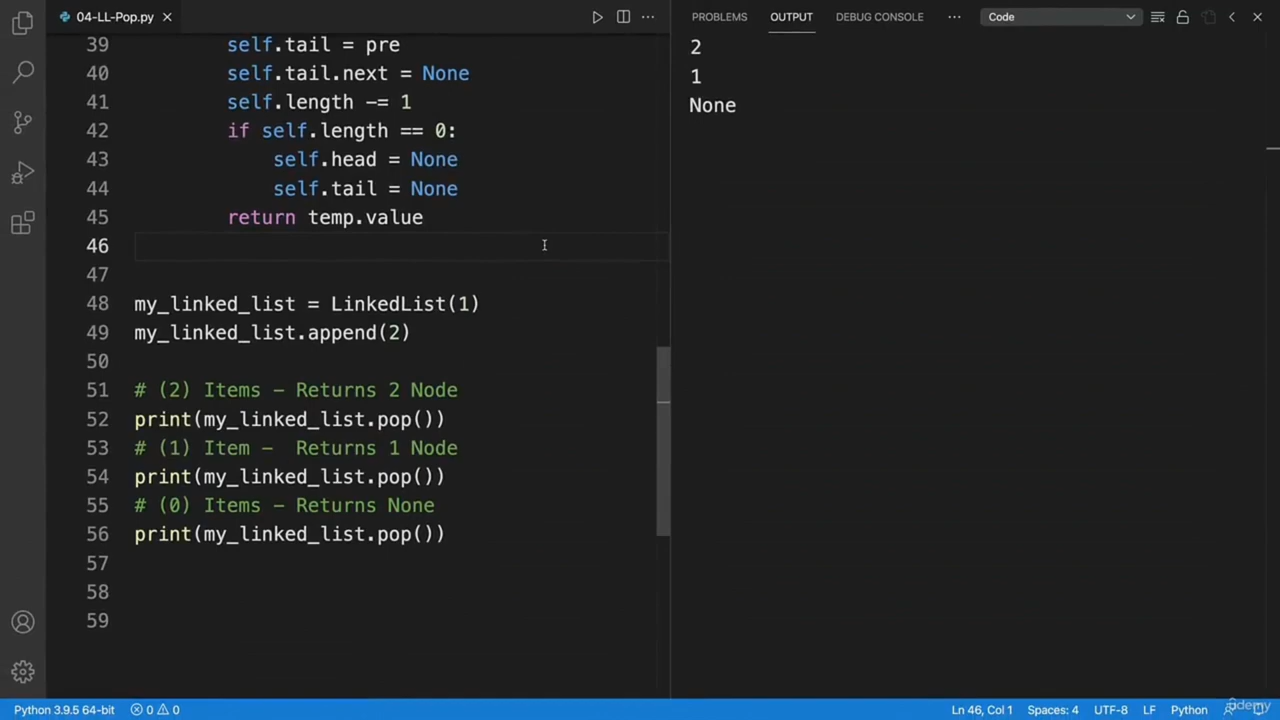 04-LL-Pop.py
PROBLEMS OUTPUT DEBUG CONSOLE ··· Code
39 self.tail = pre
40 self.tail.next = None
41 self.length -= 1
42 if self.length == 0:
43 self.head = None
44 self.tail = None
45 return temp.value
46
47
48 my_linked_list = LinkedList(1)
49 my_linked_list.append(2)
50
51 # (2) Items - Returns 2 Node
52 print(my_linked_list.pop())
53 # (1) Item -  Returns 1 Node
54 print(my_linked_list.pop())
55 # (0) Items - Returns None
56 print(my_linked_list.pop())
57
58
59
2
1
None
Python 3.9.5 64-bit 0 0 Ln 46, Col 1 Spaces: 4 UTF-8 LF Python
udemy